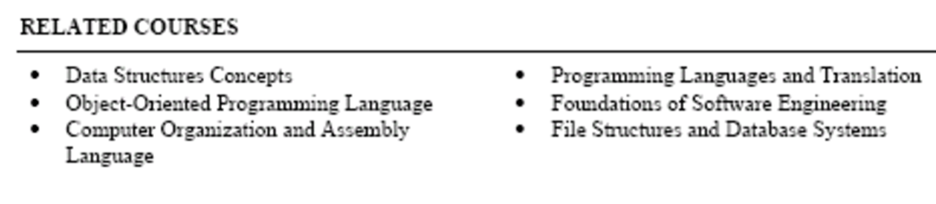 RELATED COURSES
• Data Structures Concepts
• Object-Oriented Programming Language
• Computer Organization and Assembly
Language
• Programming Languages and Translation
• Foundations of Software Engineering
• File Structures and Database Systems